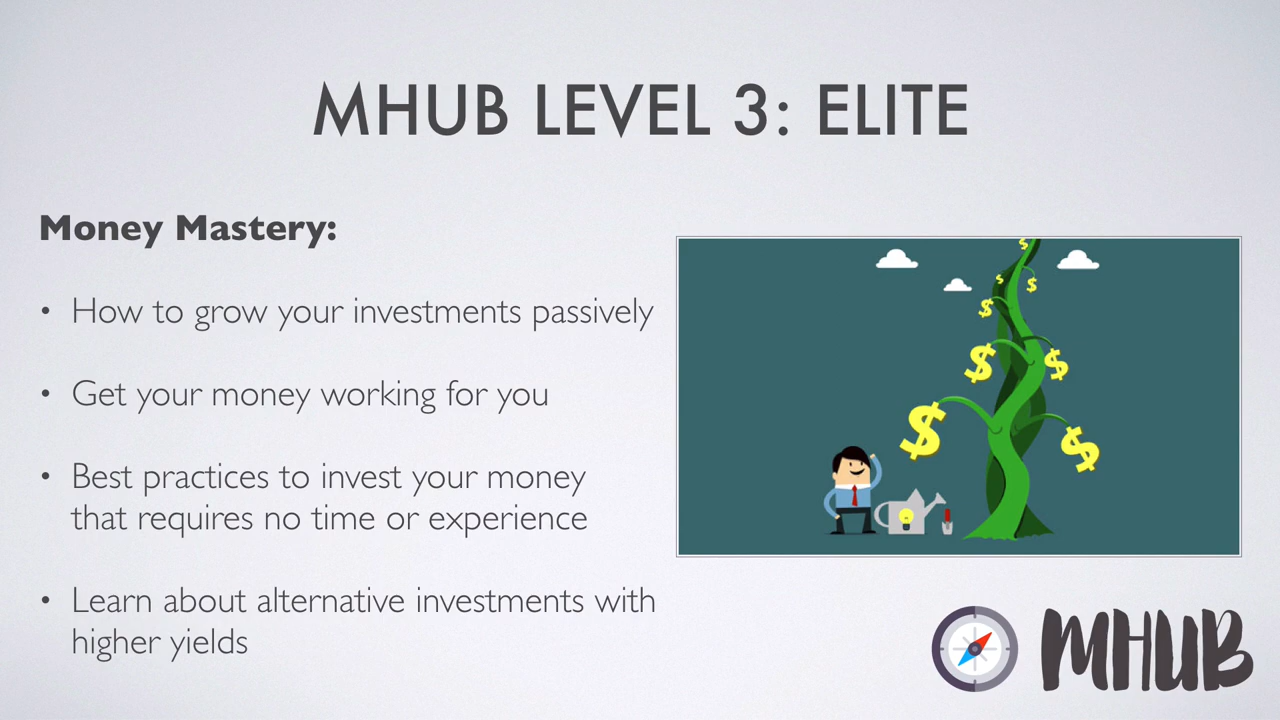 MHUB LEVEL 3: ELITE
Money Mastery:
• How to grow your investments passively
• Get your money working for you
• Best practices to invest your money
that requires no time or experience
• Learn about alternative investments with
higher yields
$
$
$
$
$
$
$
$
MHUB